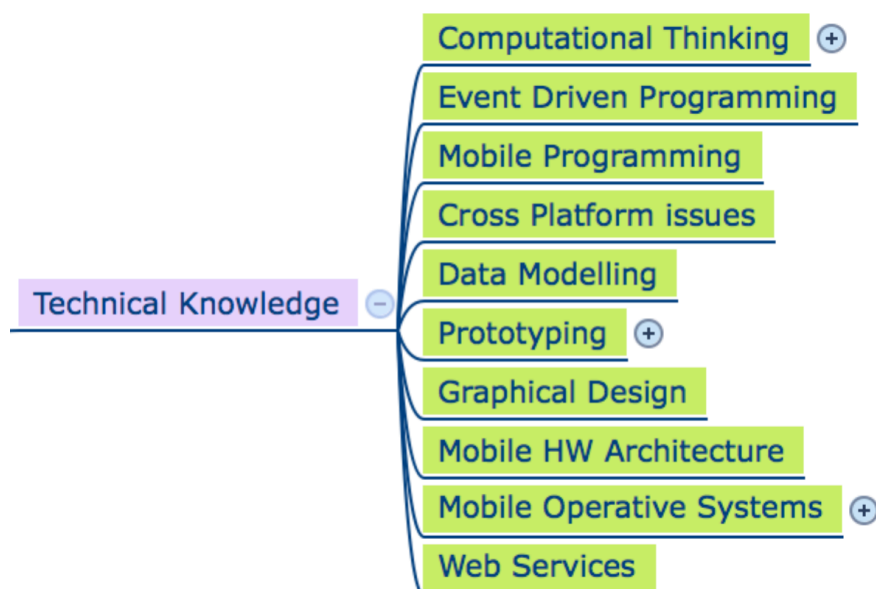 Computational Thinking
Event Driven Programming
Mobile Programming
Cross Platform issues
Data Modelling
Technical Knowledge
Prototyping
Graphical Design
Mobile HW Architecture
Mobile Operative Systems
Web Services